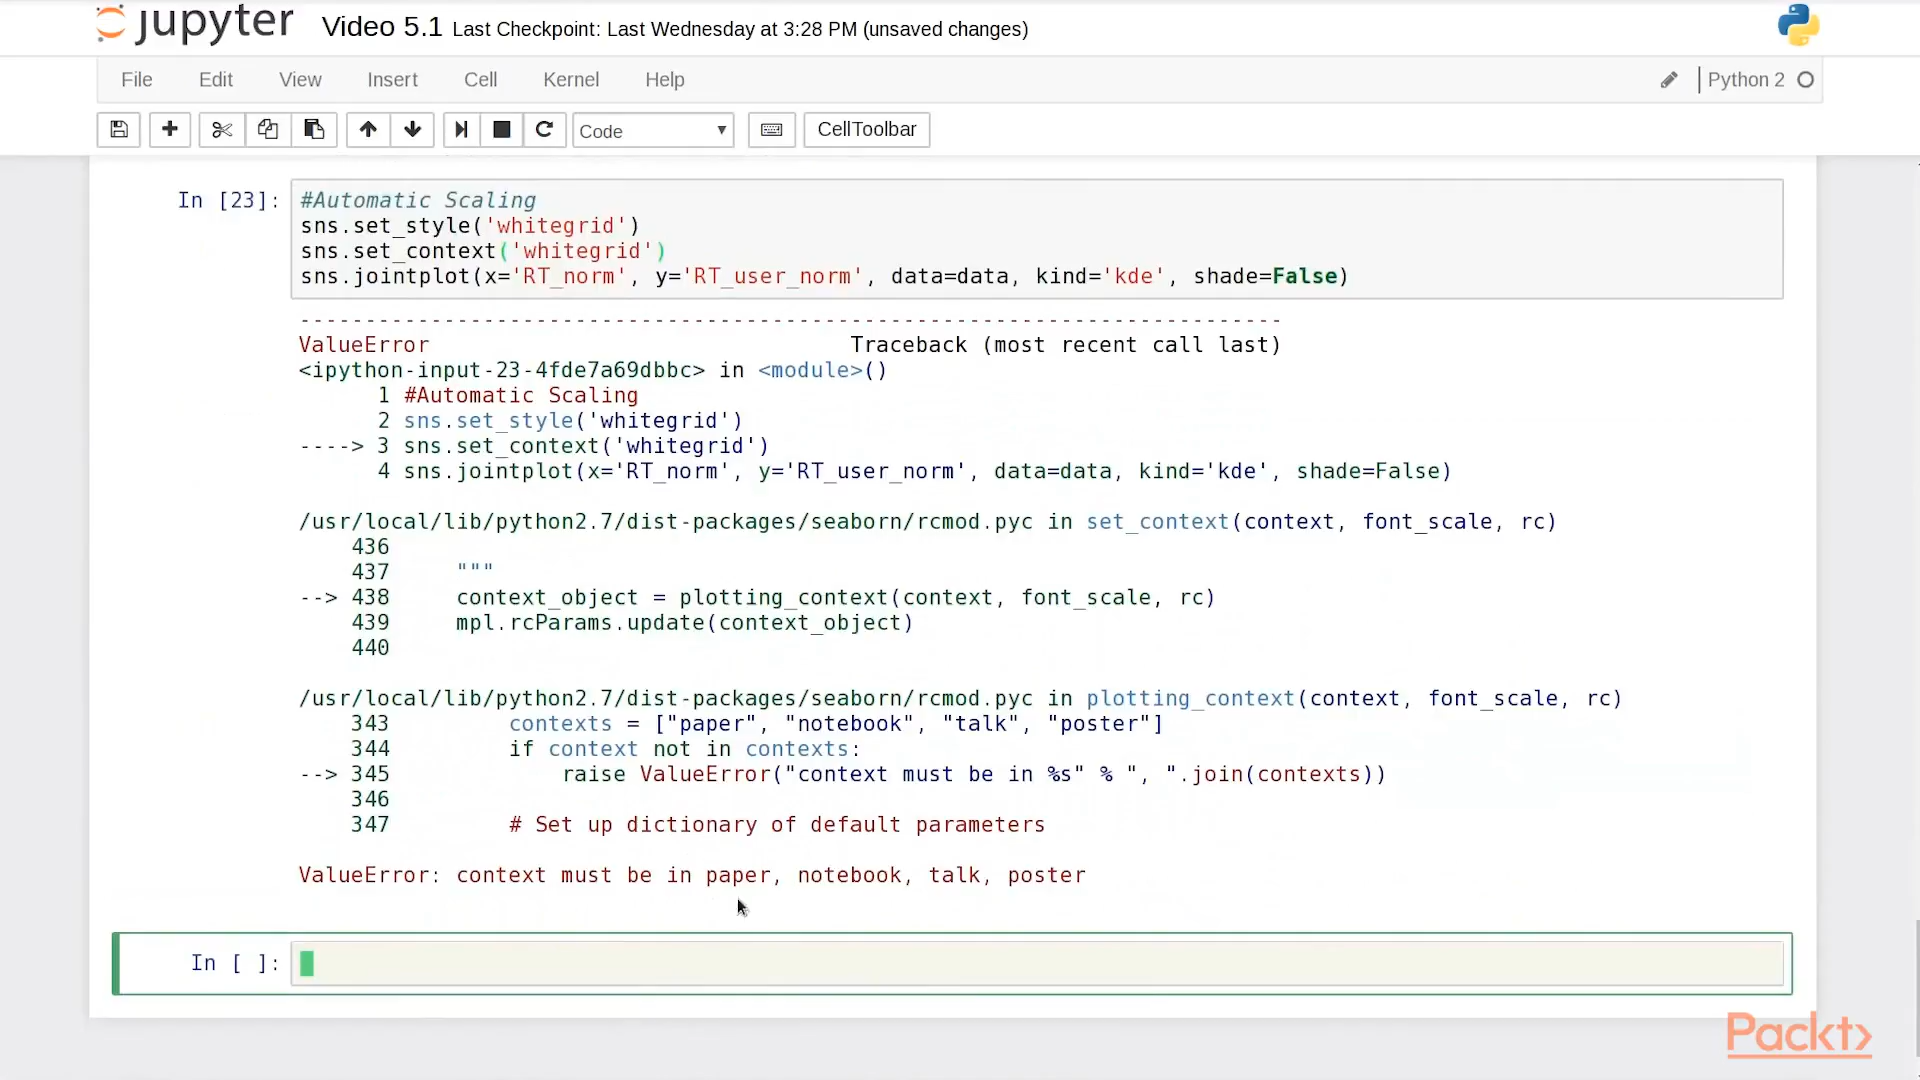 jupyter Video 5.1 Last Checkpoint: Last Wednesday at 3:28 PM (unsaved changes)
File Edit View Insert Cell Kernel Help Python 2
Code CellToolbar
In [23]: #Automatic Scaling
sns.set_style('whitegrid')
sns.set_context('whitegrid')
sns.jointplot(x='RT_norm', y='RT_user_norm', data=data, kind='kde', shade=False)
---------------------------------------------------------------------------
ValueError Traceback (most recent call last)
<ipython-input-23-4fde7a69dbbc> in <module>()
1 #Automatic Scaling
2 sns.set_style('whitegrid')
----> 3 sns.set_context('whitegrid')
4 sns.jointplot(x='RT_norm', y='RT_user_norm', data=data, kind='kde', shade=False)
/usr/local/lib/python2.7/dist-packages/seaborn/rcmod.pyc in set_context(context, font_scale, rc)
436
437 """
--> 438 context_object = plotting_context(context, font_scale, rc)
439 mpl.rcParams.update(context_object)
440
/usr/local/lib/python2.7/dist-packages/seaborn/rcmod.pyc in plotting_context(context, font_scale, rc)
343 contexts = ["paper", "notebook", "talk", "poster"]
344 if context not in contexts:
--> 345 raise ValueError("context must be in %s" % ", ".join(contexts))
346
347 # Set up dictionary of default parameters
ValueError: context must be in paper, notebook, talk, poster
In [ ]:
Packt>